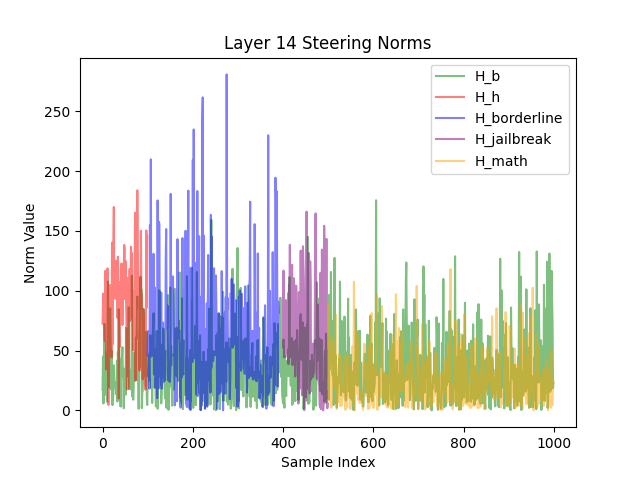 Layer 14 Steering Norms
H_b
H_h
H_borderline
H_jailbreak
H_math
Norm Value
250
200
150
100
50
0
0 200 400 600 800 1000
Sample Index